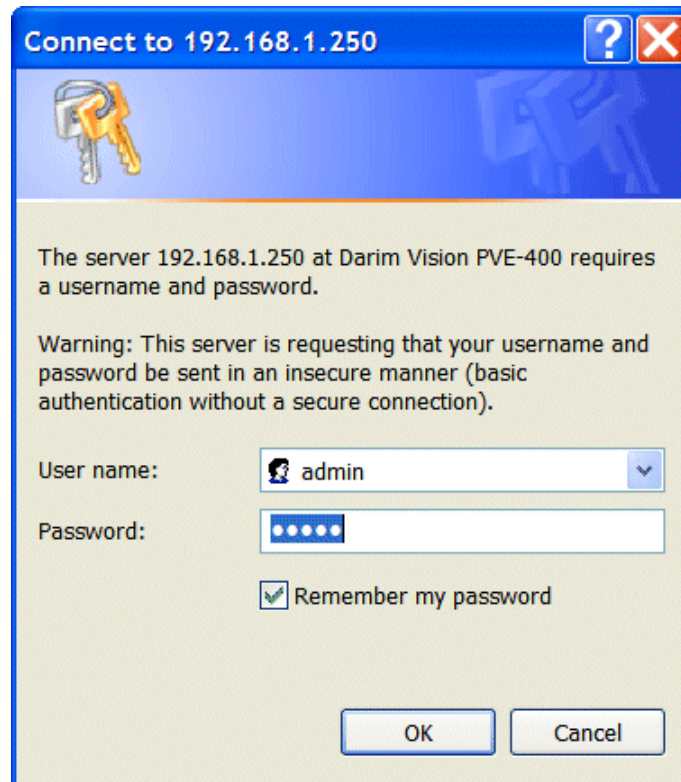 Connect to 192.168.1.250
The server 192.168.1.250 at Darim Vision PVE-400 requires
a username and password.
Warning: This server is requesting that your username and
password be sent in an insecure manner (basic
authentication without a secure connection).
User name:
admin
Password:
•••••
Remember my password
OK
Cancel